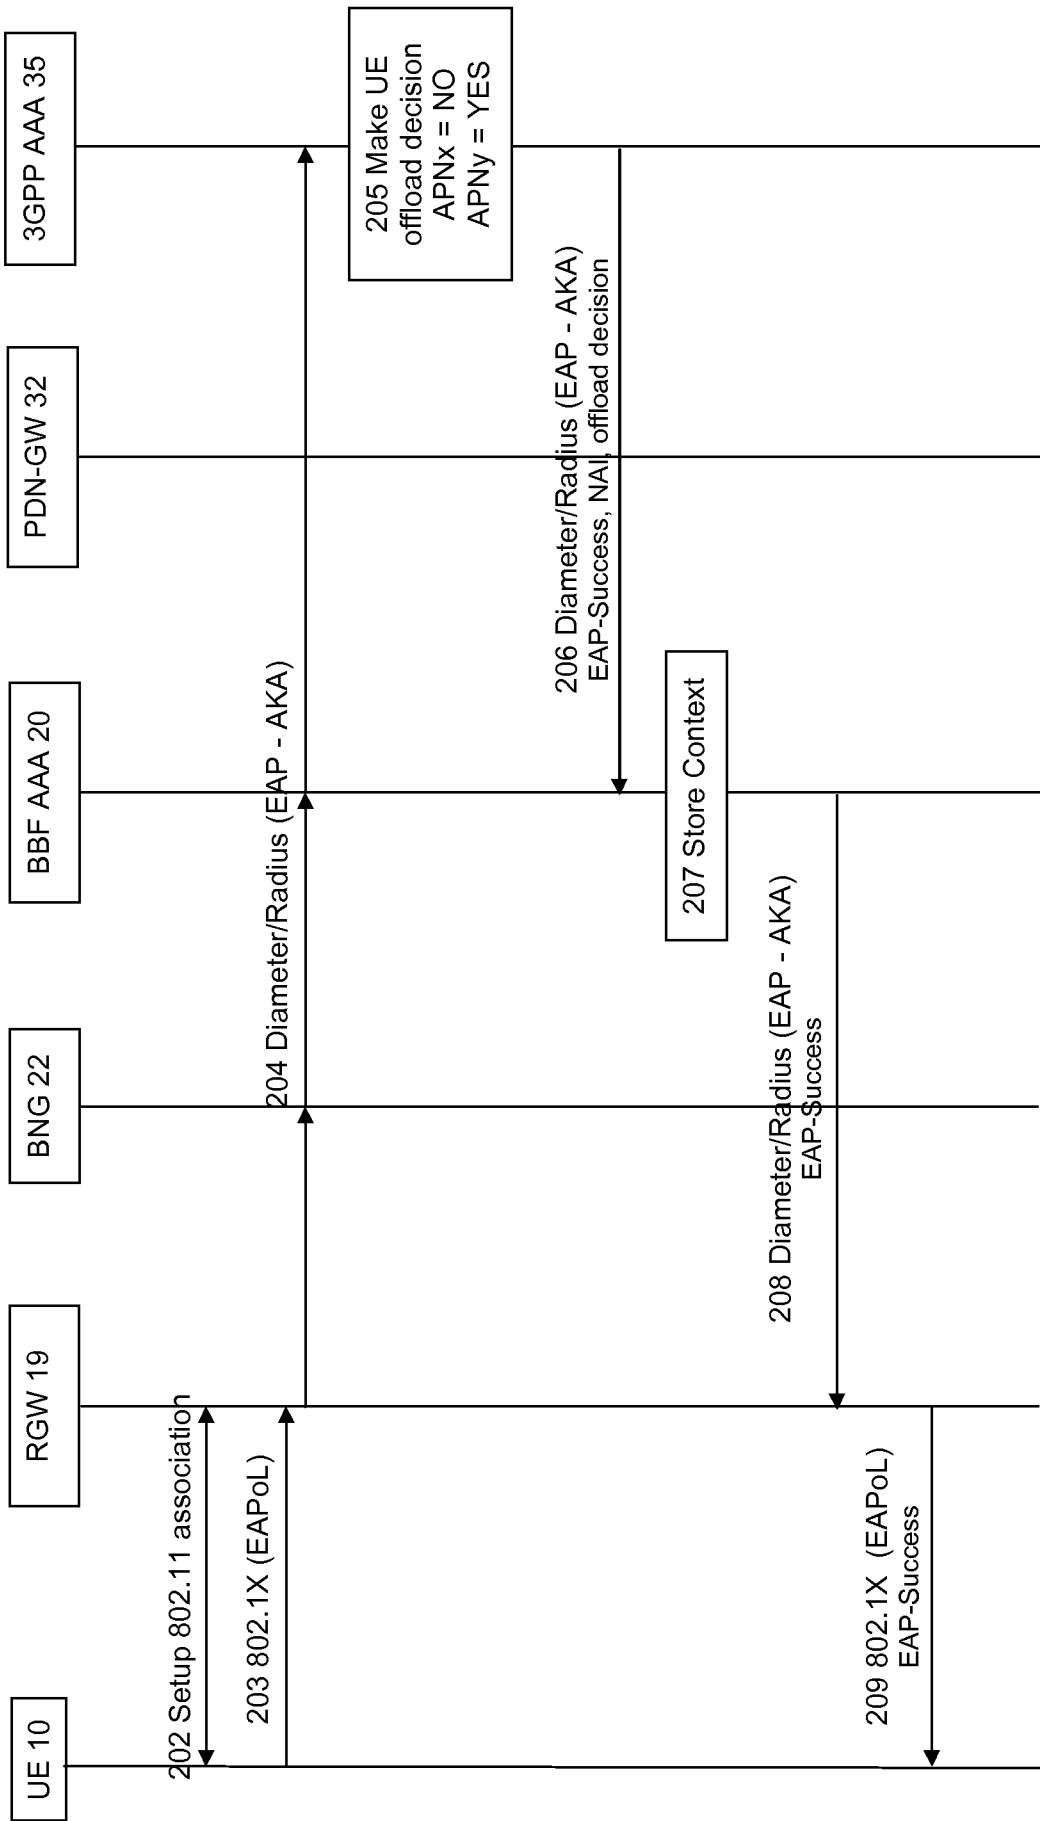 UE 10
RGW 19
BNG 22
BBF AAA 20
PDN-GW 32
3GPP AAA 35
202 Setup 802.11 association
203 802.1X (EAPoL)
204 Diameter/Radius (EAP - AKA)
205 Make UE
offload decision
APNx = NO
APNy = YES
206 Diameter/Radius (EAP - AKA)
EAP-Success, NAI, offload decision
207 Store Context
208 Diameter/Radius (EAP - AKA)
EAP-Success
209 802.1X (EAPoL)
EAP-Success